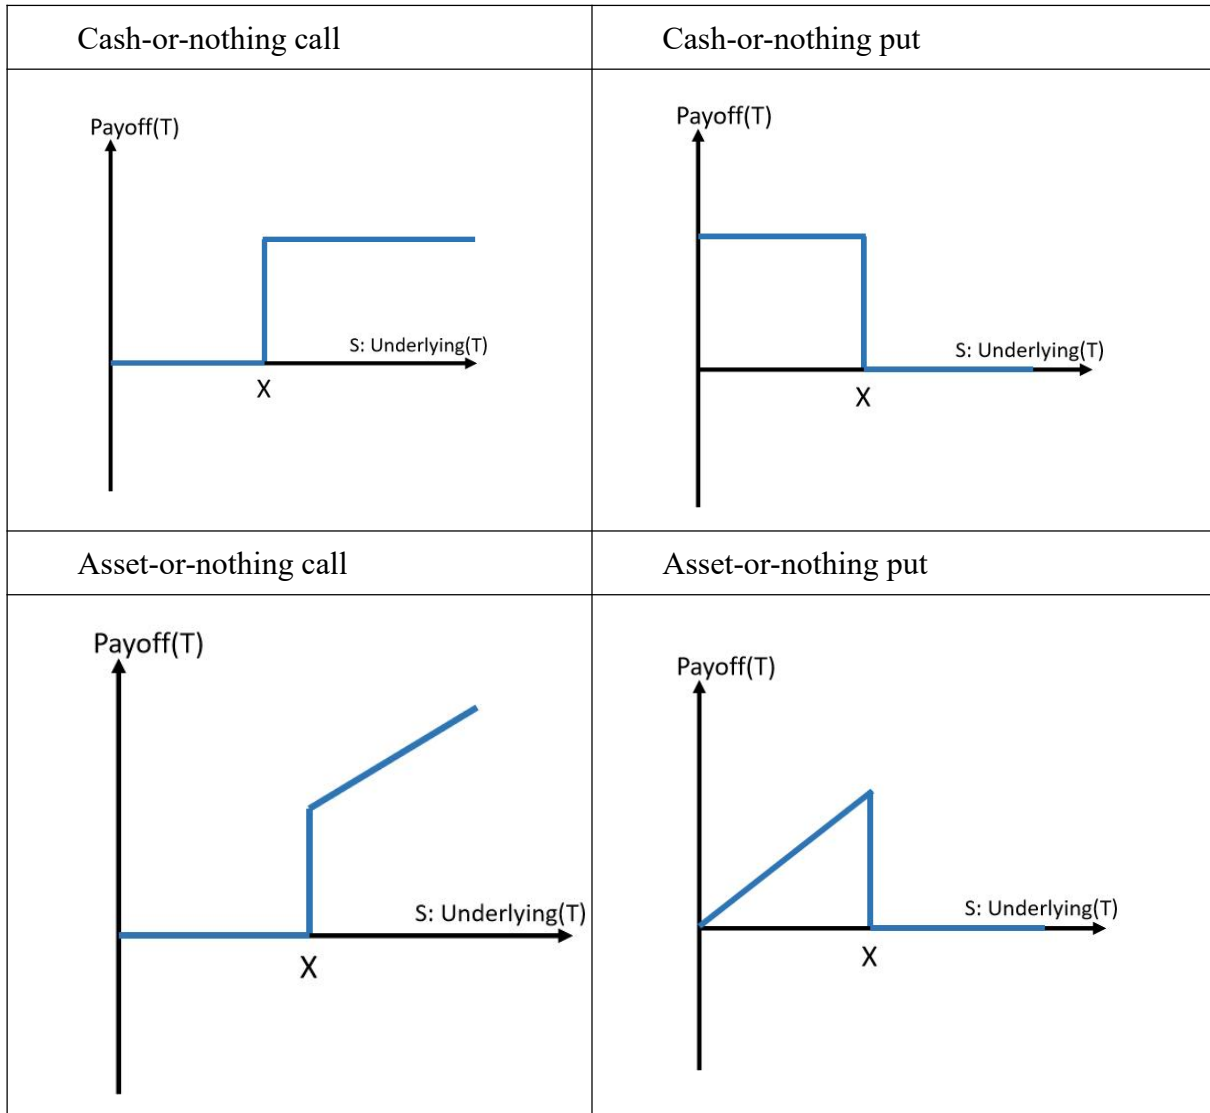 Cash-or-nothing call
Cash-or-nothing put
Payoff(T)
S: Underlying(T)
X
Payoff(T)
S: Underlying(T)
X
Asset-or-nothing call
Asset-or-nothing put
Payoff(T)
S: Underlying(T)
X
Payoff(T)
S: Underlying(T)
X